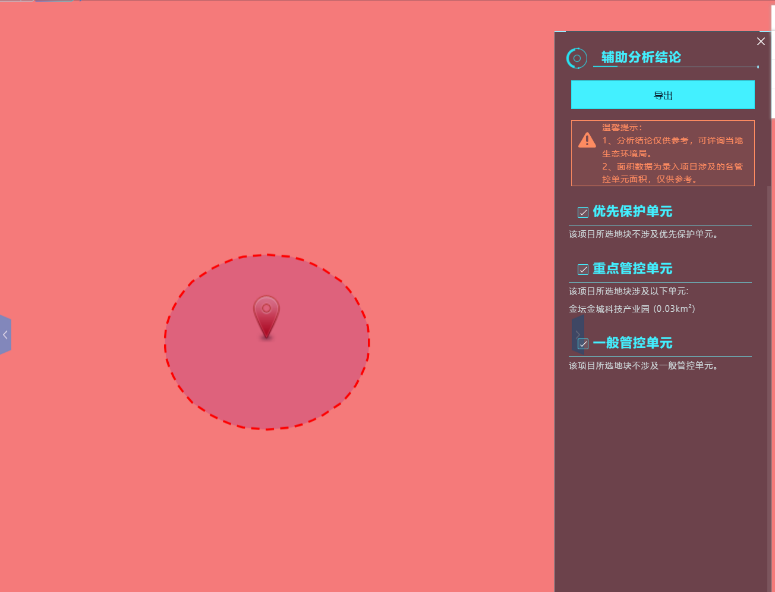 辅助分析结论
导出
温馨提示：
1、分析结论仅供参考，可详询当地
生态环境局。
2、面积数据为录入项目涉及的各管
控单元面积，仅供参考。
优先保护单元
该项目所选地块不涉及优先保护单元。
重点管控单元
该项目所选地块涉及以下单元:
金坛金城科技产业园 (0.03km²)
一般管控单元
该项目所选地块不涉及一般管控单元。